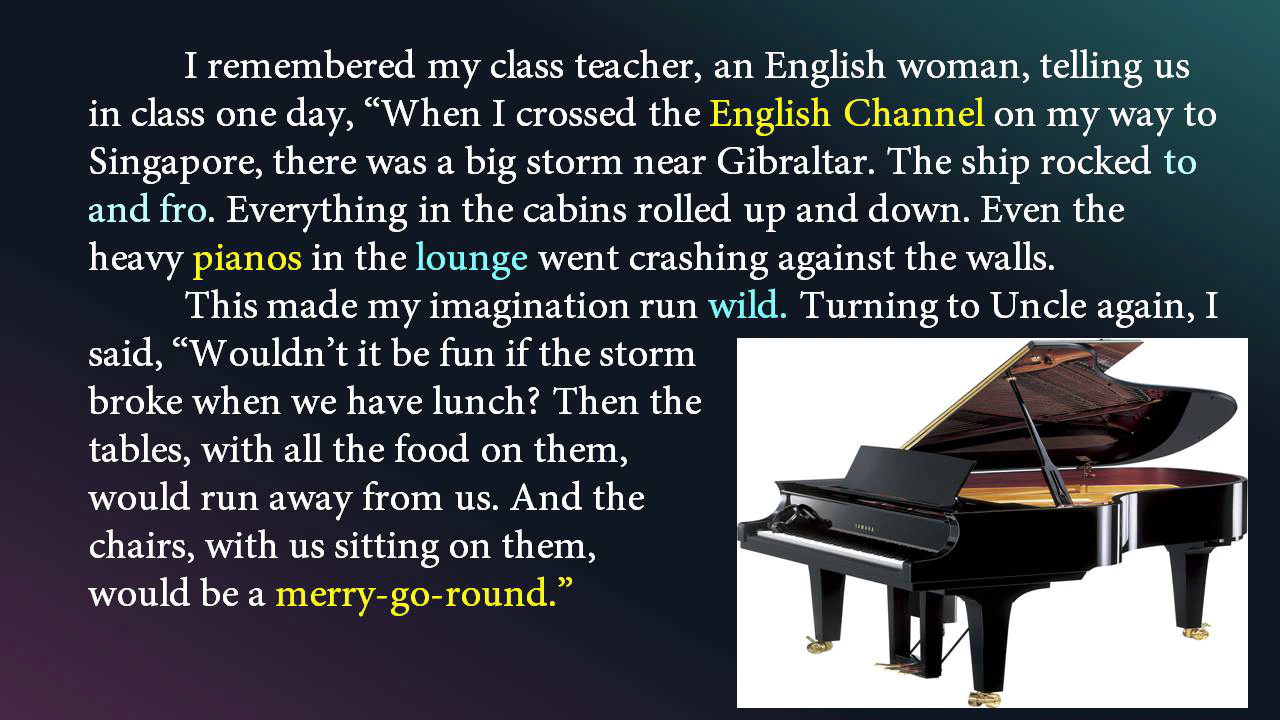 I remembered my class teacher, an English woman, telling us
in class one day, “When I crossed the English Channel on my way to
Singapore, there was a big storm near Gibraltar. The ship rocked to
and fro. Everything in the cabins rolled up and down. Even the
heavy pianos in the lounge went crashing against the walls.
This made my imagination run wild. Turning to Uncle again, I
said, “Wouldn’t it be fun if the storm
broke when we have lunch? Then the
tables, with all the food on them,
would run away from us. And the
chairs, with us sitting on them,
would be a merry-go-round.”
YAMAHA